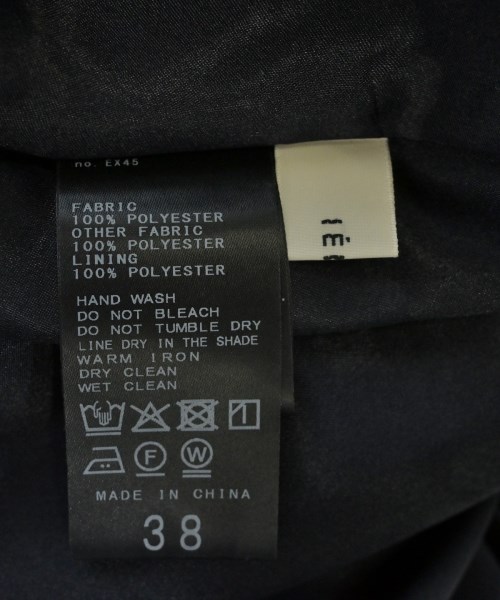 no. EX45
FABRIC
100% POLYESTER
OTHER FABRIC
100% POLYESTER
LINING
100% POLYESTER
HAND WASH
DO NOT BLEACH
DO NOT TUMBLE DRY
LINE DRY IN THE SHADE
WARM IRON
DRY CLEAN
WET CLEAN
F
W
MADE IN CHINA
38